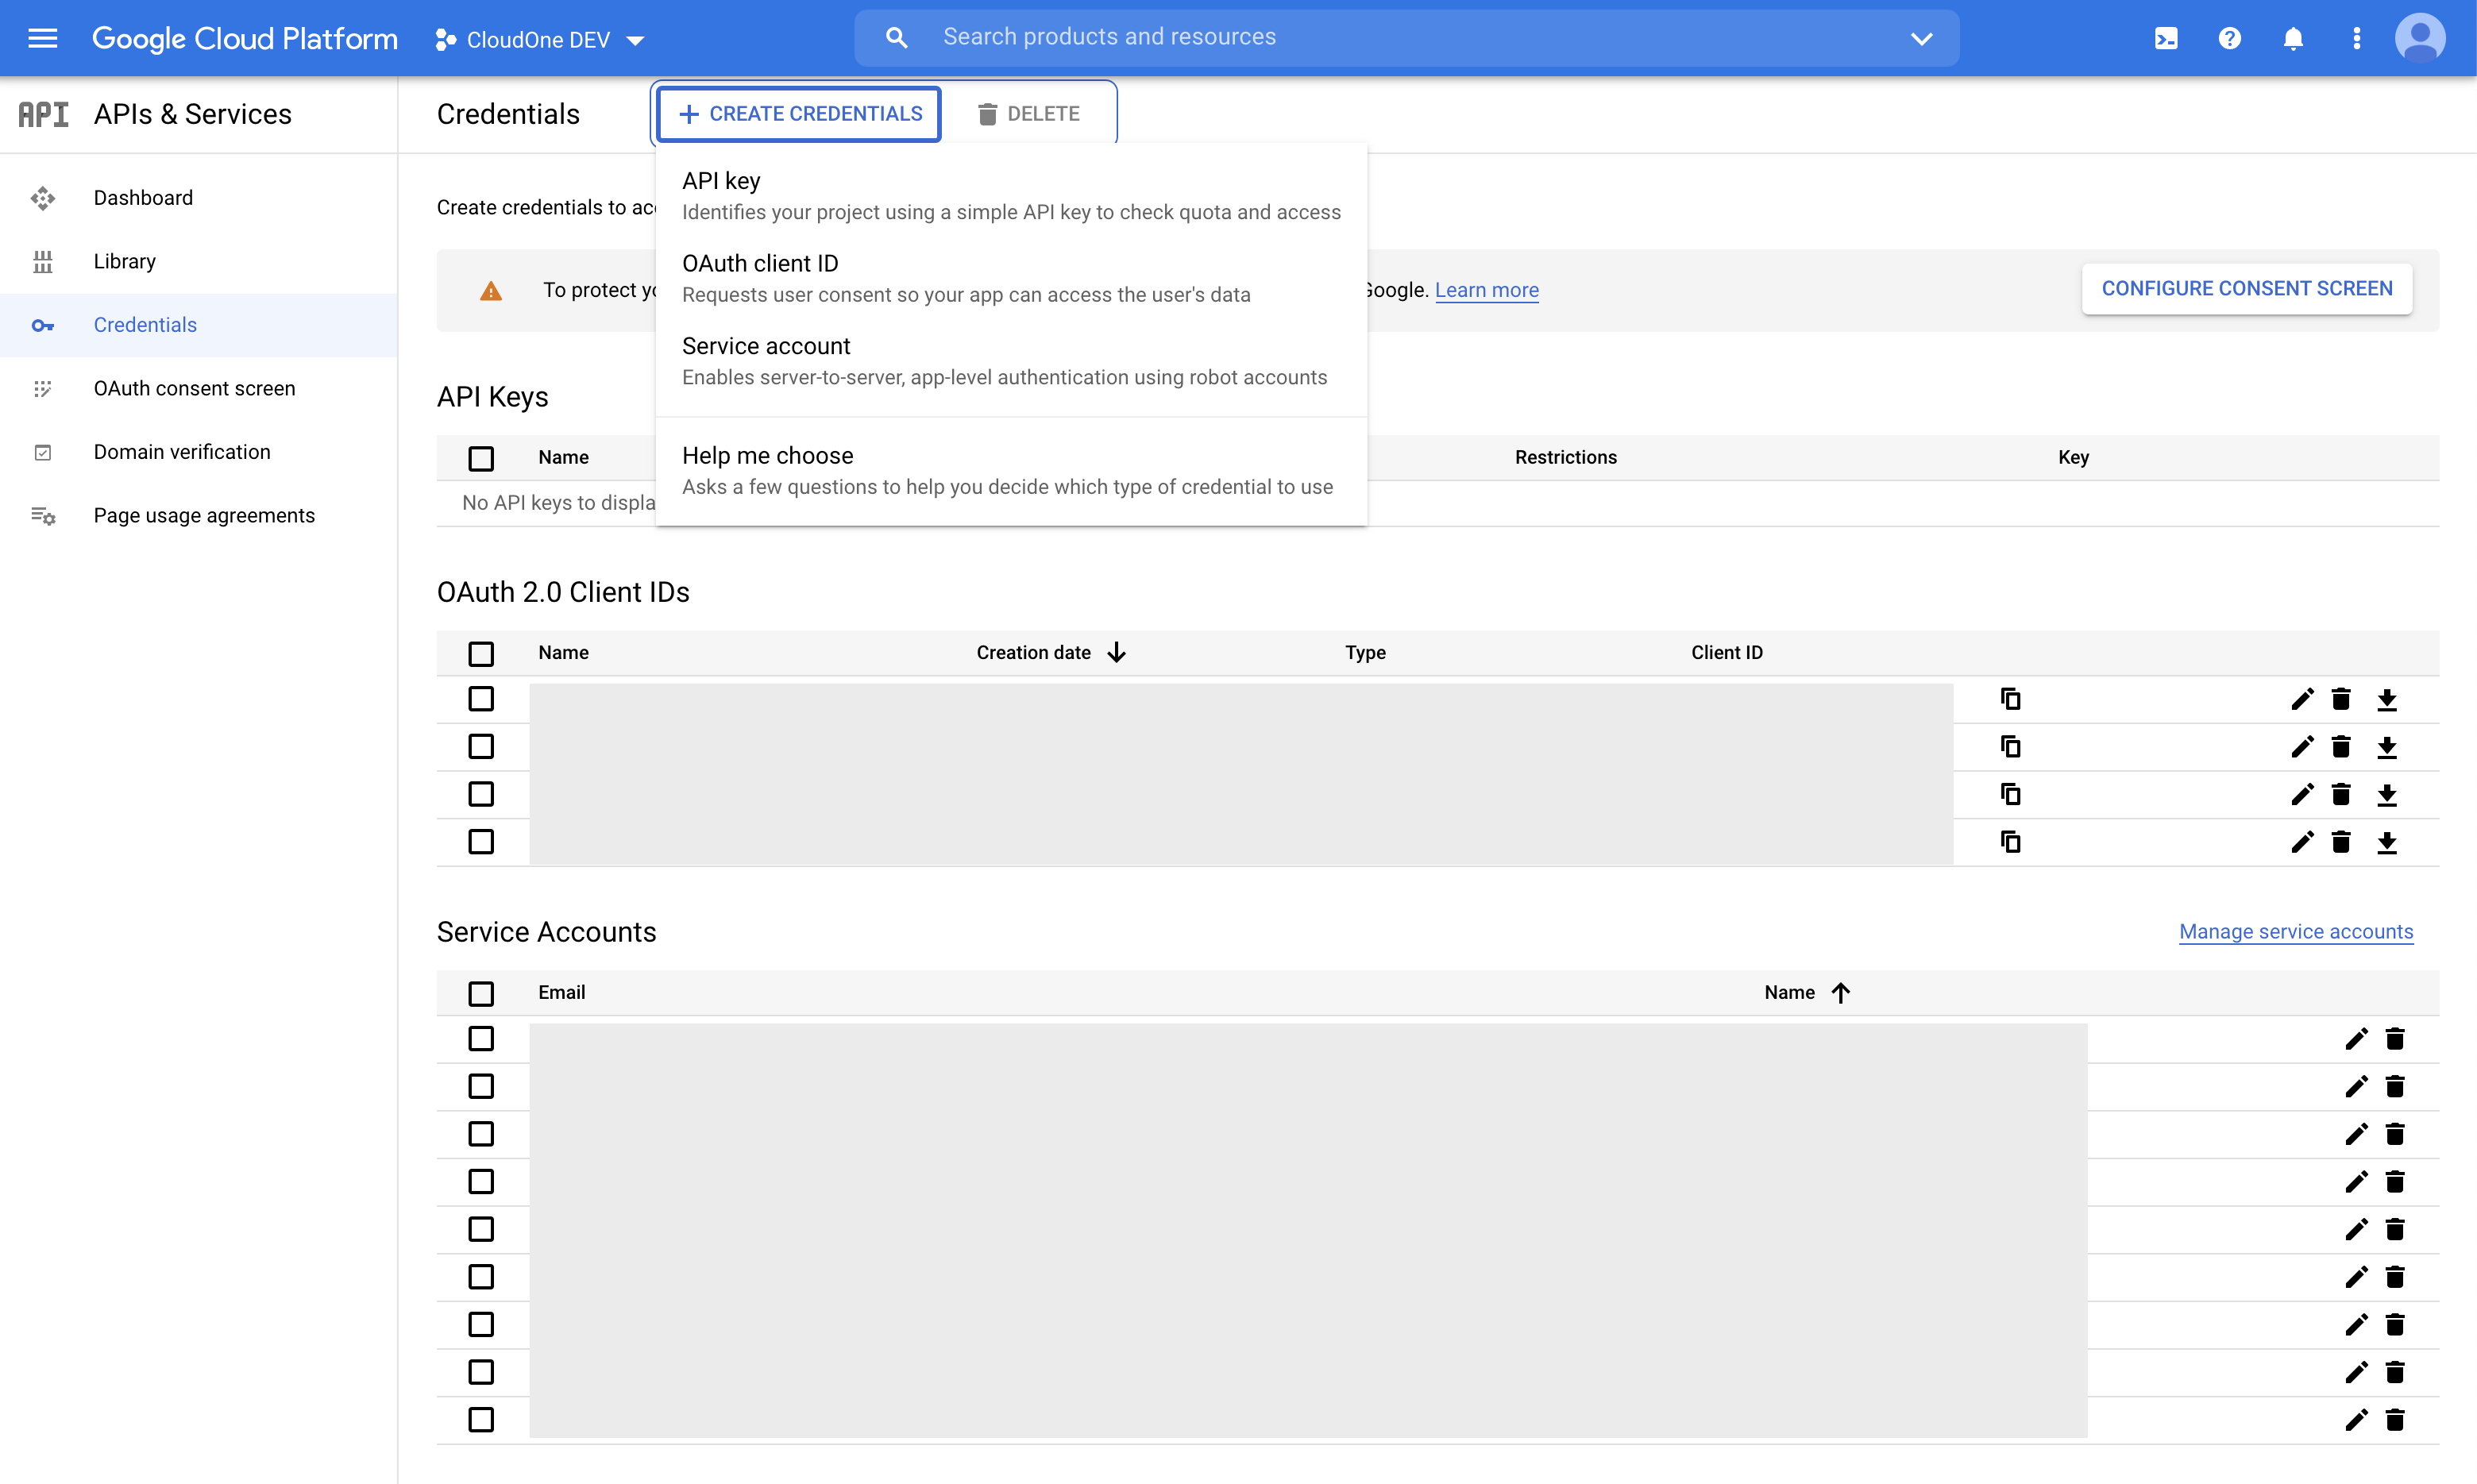 Google Cloud Platform
CloudOne DEV
Search products and resources
API
APIs & Services
Credentials
CREATE CREDENTIALS
DELETE
Dashboard
Library
Credentials
OAuth consent screen
Domain verification
Page usage agreements
Create credentials to
API key
Identifies your project using a simple API key to check quota and access
OAuth client ID
Requests user consent so your app can access the user's data
Service account
Enables server-to-server, app-level authentication using robot accounts
Help me choose
Asks a few questions to help you decide which type of credential to use
To protect
Google. Learn more
CONFIGURE CONSENT SCREEN
API Keys
Name
Restrictions
Key
No API keys to displa
OAuth 2.0 Client IDs
Name
Creation date
Type
Client ID
Service Accounts
Manage service accounts
Email
Name